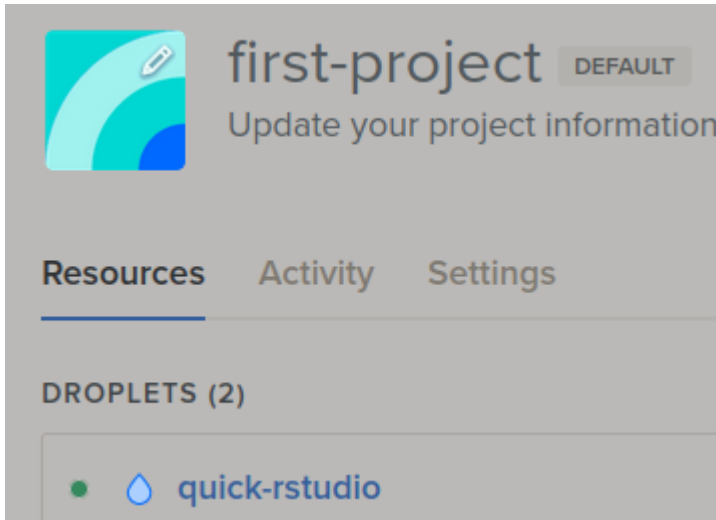 first-project DEFAULT
Update your project information
Resources Activity Settings
DROPLETS (2)
quick-rstudio